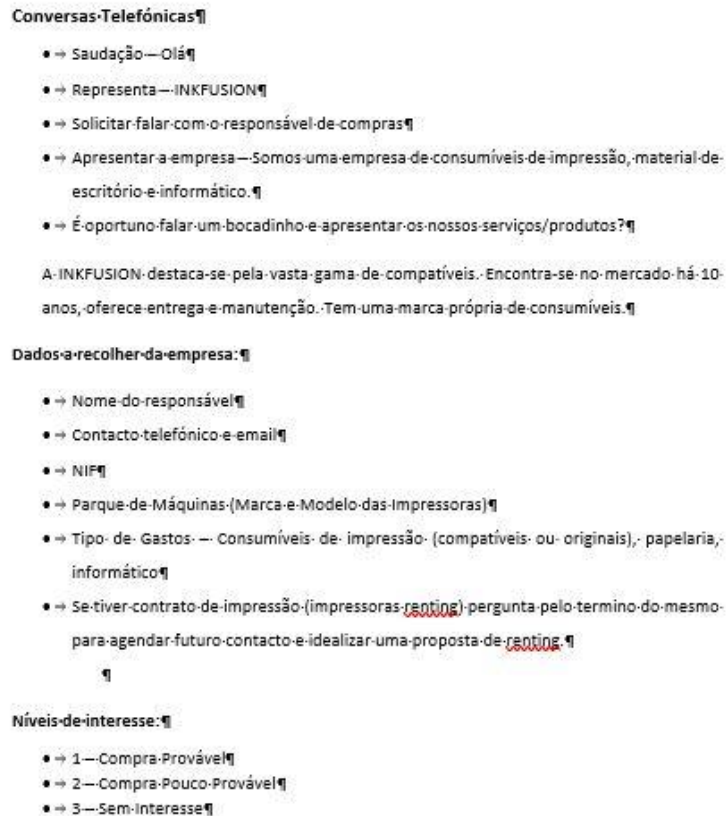 Conversas Telefónicas¶
• → Saudação – Olá¶
• → Representa – INKFUSION¶
• → Solicitar falar com o responsável de compras¶
• → Apresentar a empresa – Somos uma empresa de consumíveis de impressão, material de
escritório e informático.¶
• → É oportuno falar um bocadinho e apresentar os nossos serviços/produtos?¶
A INKFUSION destaca-se pela vasta gama de compatíveis. Encontra-se no mercado há 10
anos, oferece entrega e manutenção. Tem uma marca própria de consumíveis.¶
Dados a recolher da empresa:¶
• → Nome do responsável¶
• → Contacto telefónico e email¶
• → NIF¶
• → Parque de Máquinas (Marca e Modelo das Impressoras)¶
• → Tipo de Gastos – Consumíveis de impressão (compatíveis ou originais), papelaria,
informático¶
• → Se tiver contrato de impressão (impressoras renting) pergunta pelo termino do mesmo
para agendar futuro contacto e idealizar uma proposta de renting.¶
¶
Níveis de interesse:¶
• → 1 – Compra Provável¶
• → 2 – Compra Pouco Provável¶
• → 3 – Sem Interesse¶